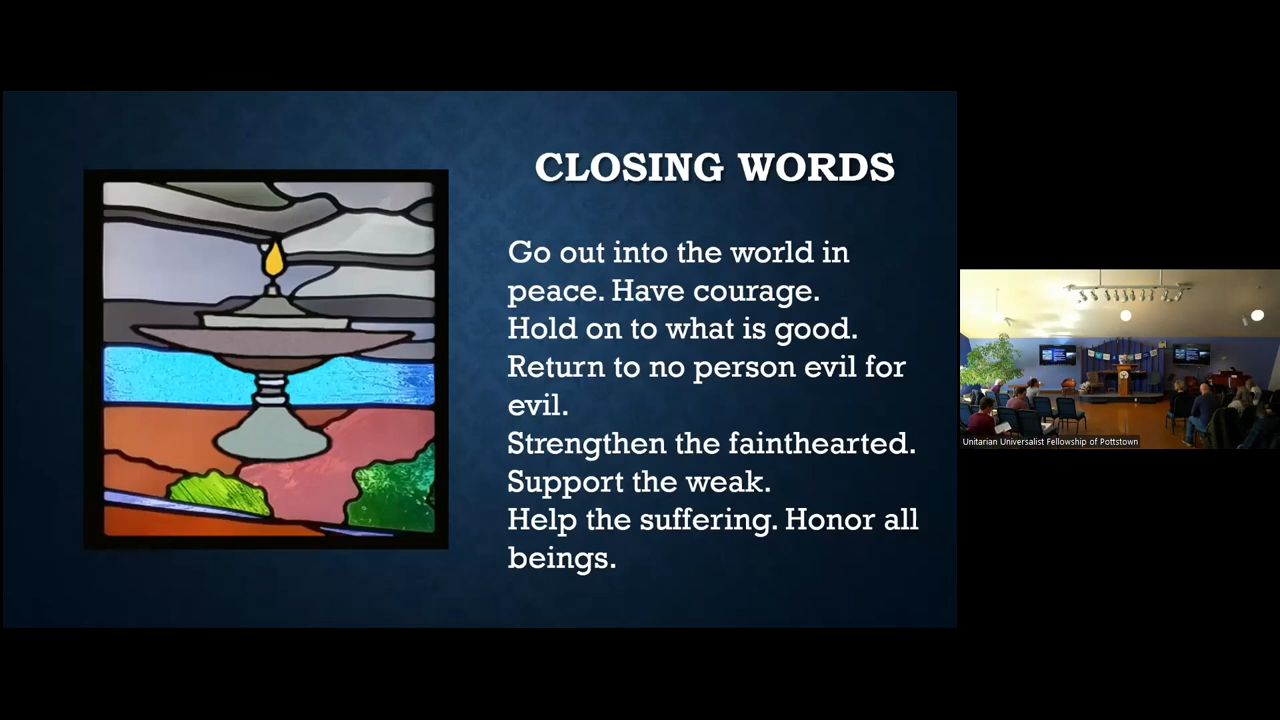 CLOSING WORDS
Go out into the world in
peace. Have courage.
Hold on to what is good.
Return to no person evil for
evil.
Strengthen the fainthearted.
Support the weak.
Help the suffering. Honor all
beings.
Unitarian Universalist Fellowship of Pottstown